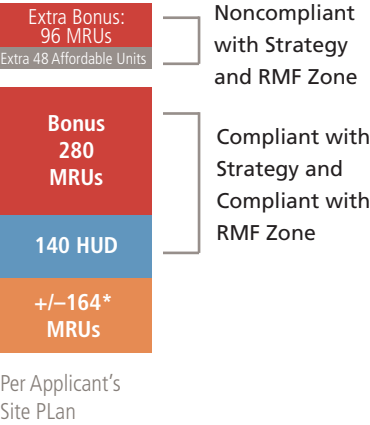 Extra Bonus:
96 MRUs
Extra 48 Affordable Units
Noncompliant
with Strategy
and RMF Zone
Bonus
280
MRUs
140 HUD
Compliant with
Strategy and
Compliant with
RMF Zone
+/–164*
MRUs
Per Applicant’s
Site PLan